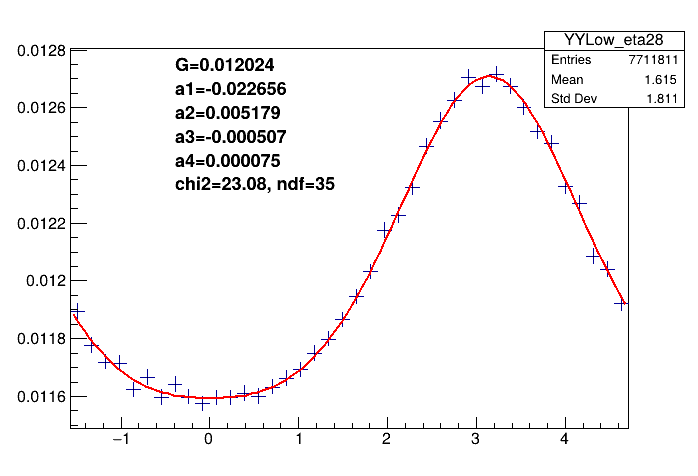 YYLow_eta28
Entries 7711811
Mean 1.615
Std Dev 1.811
G=0.012024
a1=-0.022656
a2=0.005179
a3=-0.000507
a4=0.000075
chi2=23.08, ndf=35
0.0128
0.0126
0.0124
0.0122
0.012
0.0118
0.0116
−1 0 1 2 3 4